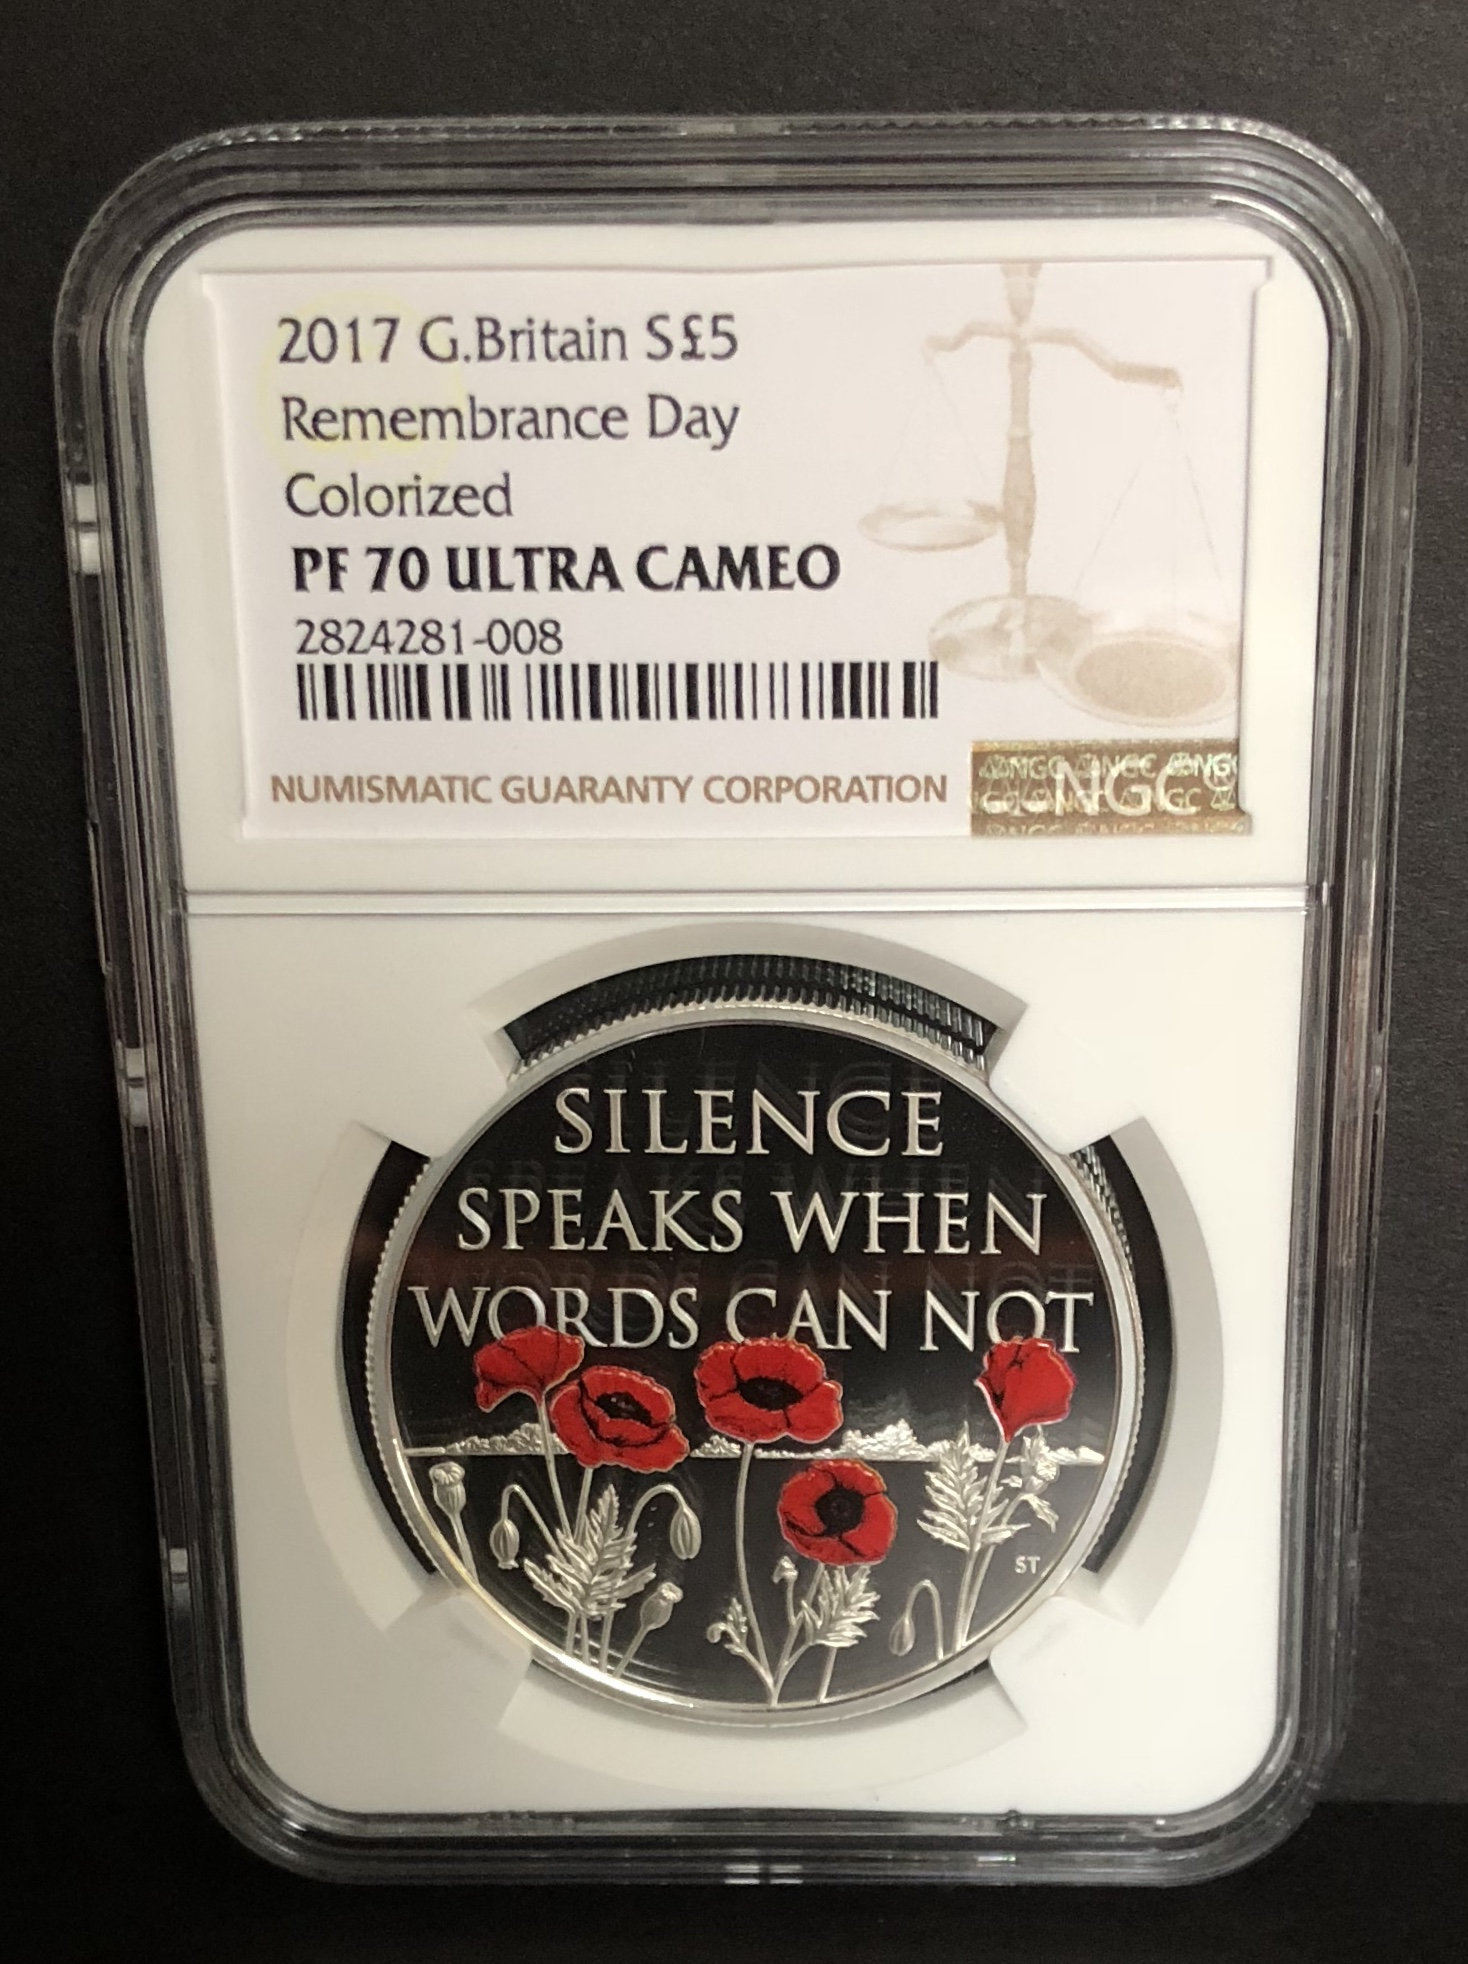 2017 G.Britain S£5
Remembrance Day
Colorized
PF 70 ULTRA CAMEO
2824281-008
NUMISMATIC GUARANTY CORPORATION
NGC
SILENCE
SPEAKS WHEN
WORDS CAN NOT
ST